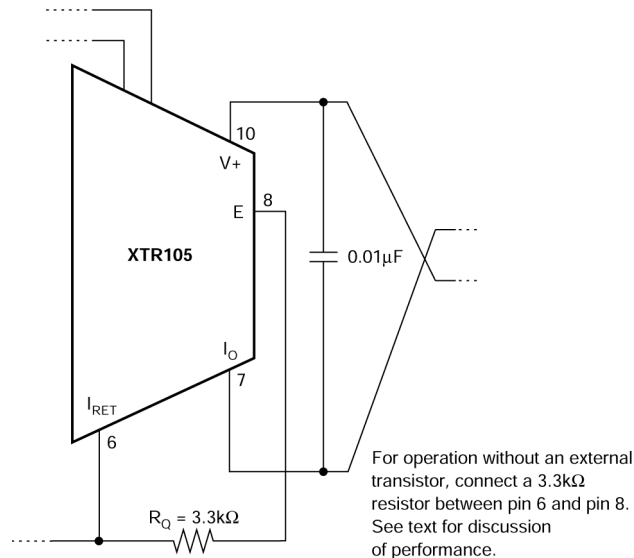 10
V+
8
E
XTR105
0.01μF
I_O
7
I_RET
6
R_Q = 3.3kΩ
For operation without an external
transistor, connect a 3.3kΩ
resistor between pin 6 and pin 8.
See text for discussion
of performance.